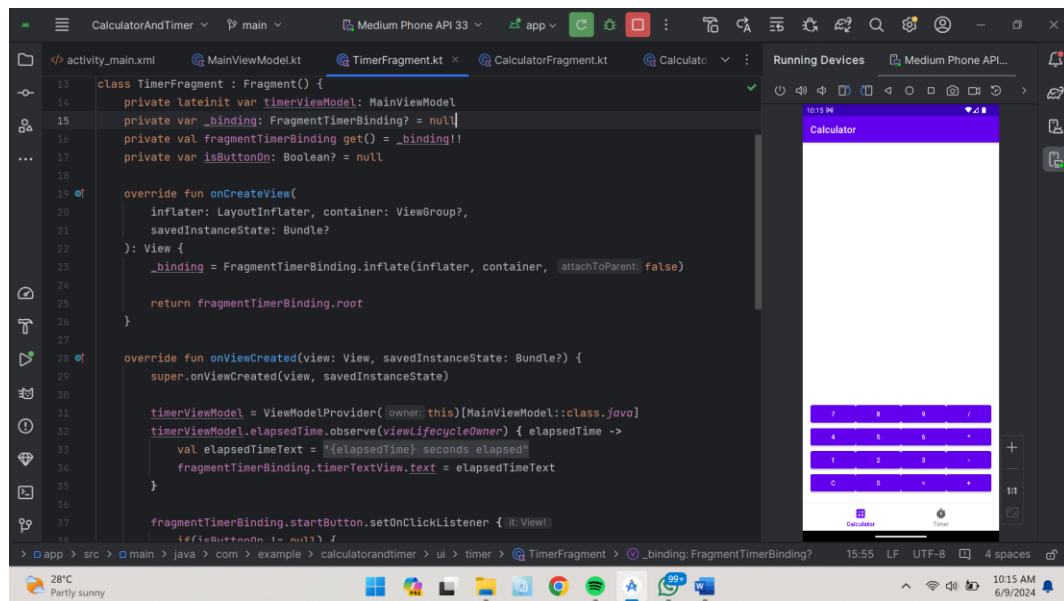 CalculatorAndTimer
main
Medium Phone API 33
app
</> activity_main.xml
MainViewModel.kt
TimerFragment.kt
CalculatorFragment.kt
Calculato
Running Devices
Medium Phone API...
13 class TimerFragment : Fragment() {
14 private lateinit var timerViewModel: MainViewModel
15 private var _binding: FragmentTimerBinding? = null
16 private val fragmentTimerBinding get() = _binding!!
17 private var isButtonOn: Boolean? = null
18
19 override fun onCreateView(
20 inflater: LayoutInflater, container: ViewGroup?,
21 savedInstanceState: Bundle?
22 ): View {
23 _binding = FragmentTimerBinding.inflate(inflater, container, attachToParent: false)
24
25 return fragmentTimerBinding.root
26 }
27
28 override fun onViewCreated(view: View, savedInstanceState: Bundle?) {
29 super.onViewCreated(view, savedInstanceState)
30
31 timerViewModel = ViewModelProvider( owner: this)[MainViewModel::class.java]
32 timerViewModel.elapsedTime.observe(viewLifecycleOwner) { elapsedTime ->
33 val elapsedTimeText = "{elapsedTime} seconds elapsed"
34 fragmentTimerBinding.timerTextView.text = elapsedTimeText
35 }
36
37 fragmentTimerBinding.startButton.setOnClickListener { it: View!
38 if(isButtonOn != null) {
10:15
Calculator
7 8 9 /
4 5 6 *
1 2 3 -
C 0 = +
Calculator
Timer
1:1
app > src > main > java > com > example > calculatorandtimer > ui > timer > TimerFragment > _binding: FragmentTimerBinding?
15:55 LF UTF-8 4 spaces
28°C
Partly sunny
PRE
99+
10:15 AM
6/9/2024